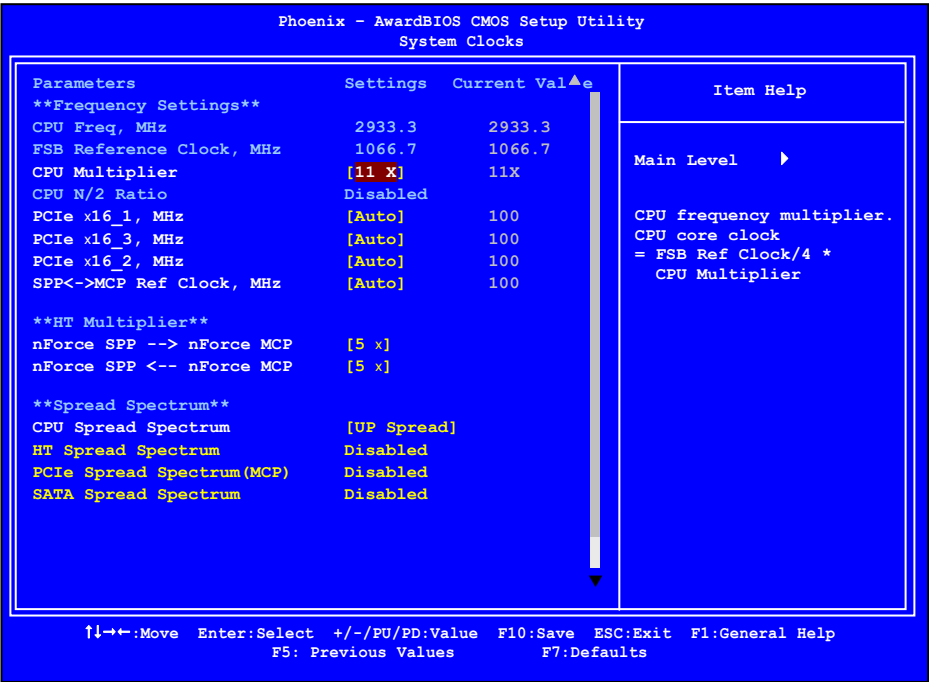 Phoenix – AwardBIOS CMOS Setup Utility
System Clocks
Parameters Settings Current Val e
**Frequency Settings**
CPU Freq, MHz 2933.3 2933.3
FSB Reference Clock, MHz 1066.7 1066.7
CPU Multiplier [11 X] 11X
CPU N/2 Ratio Disabled
PCIe x16_1, MHz [Auto] 100
PCIe x16_3, MHz [Auto] 100
PCIe x16_2, MHz [Auto] 100
SPP<->MCP Ref Clock, MHz [Auto] 100
**HT Multiplier**
nForce SPP --> nForce MCP [5 x]
nForce SPP <-- nForce MCP [5 x]
**Spread Spectrum**
CPU Spread Spectrum [UP Spread]
HT Spread Spectrum Disabled
PCIe Spread Spectrum(MCP) Disabled
SATA Spread Spectrum Disabled
Item Help
Main Level
CPU frequency multiplier.
CPU core clock
= FSB Ref Clock/4 *
CPU Multiplier
↑↓→←:Move Enter:Select +/-/PU/PD:Value F10:Save ESC:Exit F1:General Help
F5: Previous Values F7:Defaults